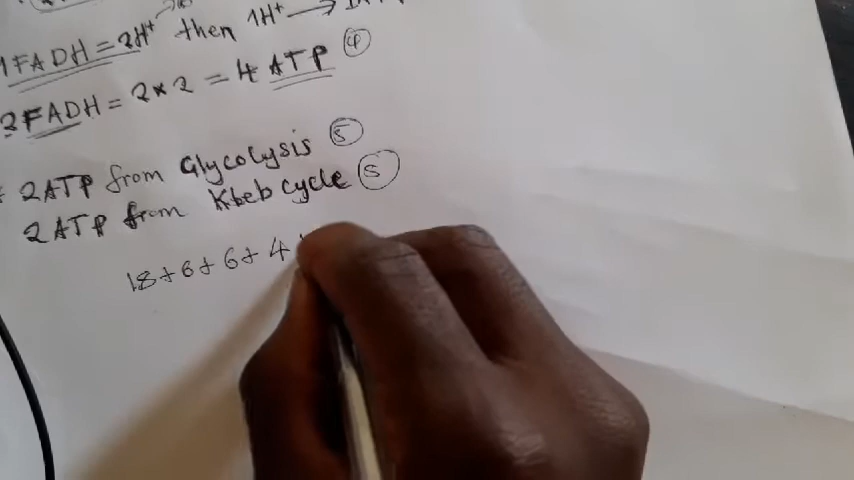 1FADH = 2H⁺ then 1H⁺ →
2FADH = 2 × 2 = 4 ATP ④
2ATP from Glycolysis ⑤
2ATP from Kbeb cycle ⑤
18 + 6 + 6 + 4